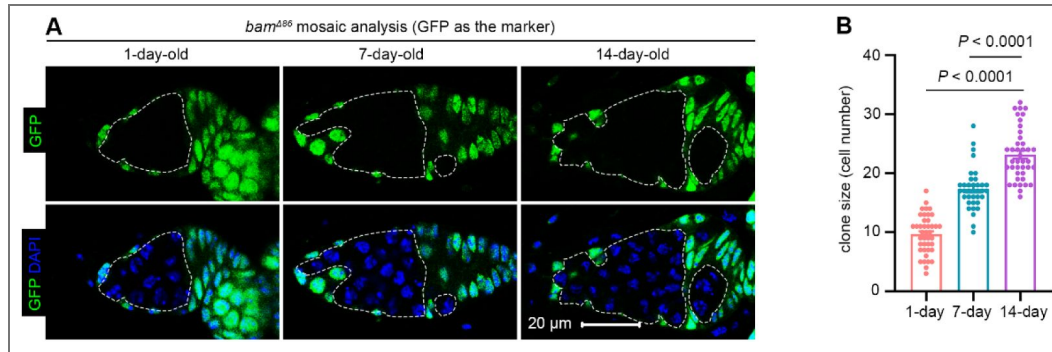 A
bam^Δ86 mosaic analysis (GFP as the marker)
1-day-old 7-day-old 14-day-old
GFP
GFP DAPI
20 µm
B
P < 0.0001
P < 0.0001
clone size (cell number)
40
30
20
10
0
1-day 7-day 14-day